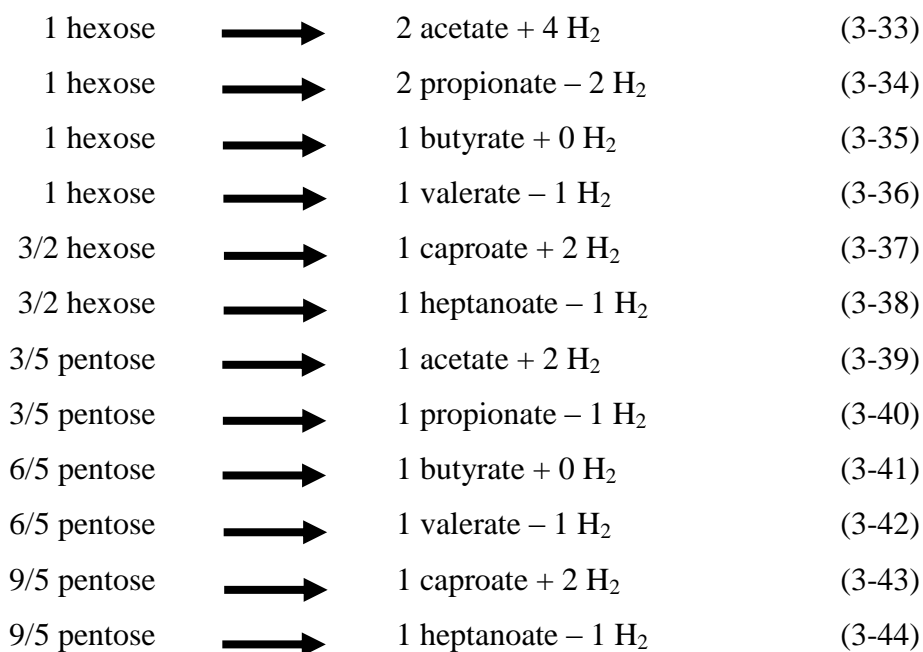 1 hexose ⟶ 2 acetate + 4 H₂ (3-33)
1 hexose ⟶ 2 propionate – 2 H₂ (3-34)
1 hexose ⟶ 1 butyrate + 0 H₂ (3-35)
1 hexose ⟶ 1 valerate – 1 H₂ (3-36)
3/2 hexose ⟶ 1 caproate + 2 H₂ (3-37)
3/2 hexose ⟶ 1 heptanoate – 1 H₂ (3-38)
3/5 pentose ⟶ 1 acetate + 2 H₂ (3-39)
3/5 pentose ⟶ 1 propionate – 1 H₂ (3-40)
6/5 pentose ⟶ 1 butyrate + 0 H₂ (3-41)
6/5 pentose ⟶ 1 valerate – 1 H₂ (3-42)
9/5 pentose ⟶ 1 caproate + 2 H₂ (3-43)
9/5 pentose ⟶ 1 heptanoate – 1 H₂ (3-44)